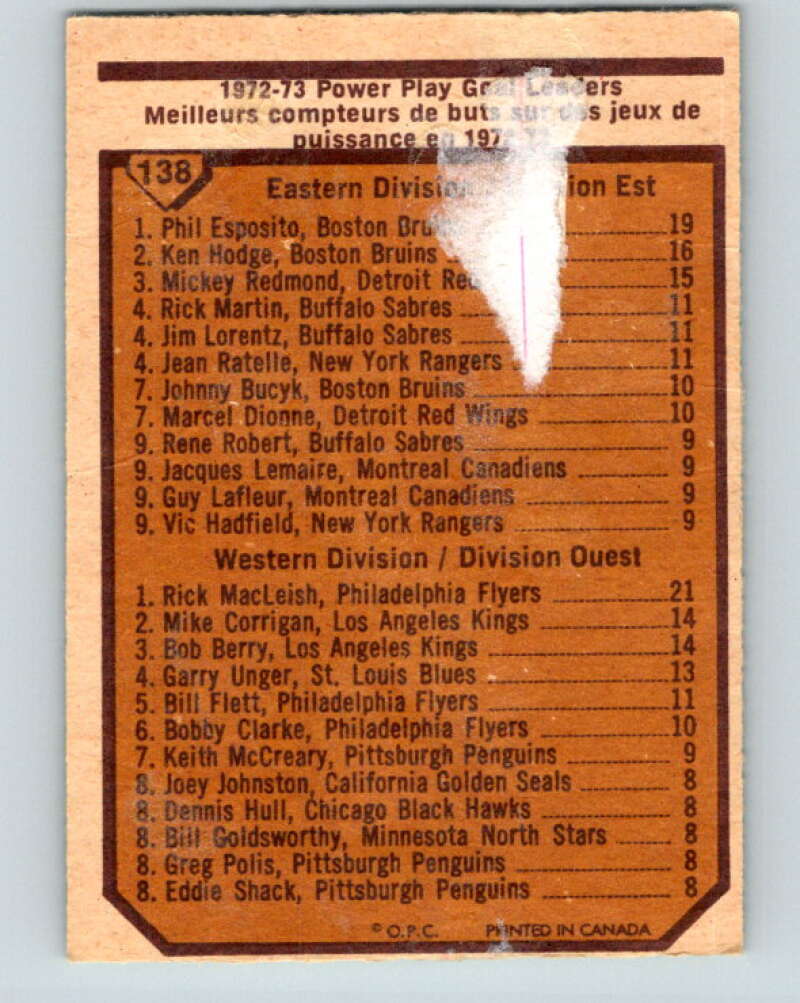 1972-73 Power Play Goal Leaders
Meilleurs compteurs de buts sur des jeux de
puissance en 1972-73
138
Eastern Division / Division Est
1. Phil Esposito, Boston Bruins 19
2. Ken Hodge, Boston Bruins 16
3. Mickey Redmond, Detroit Red 15
4. Rick Martin, Buffalo Sabres 11
4. Jim Lorentz, Buffalo Sabres 11
4. Jean Ratelle, New York Rangers 11
7. Johnny Bucyk, Boston Bruins 10
7. Marcel Dionne, Detroit Red Wings 10
9. Rene Robert, Buffalo Sabres 9
9. Jacques Lemaire, Montreal Canadiens 9
9. Guy Lafleur, Montreal Canadiens 9
9. Vic Hadfield, New York Rangers 9
Western Division / Division Ouest
1. Rick MacLeish, Philadelphia Flyers 21
2. Mike Corrigan, Los Angeles Kings 14
3. Bob Berry, Los Angeles Kings 14
4. Garry Unger, St. Louis Blues 13
5. Bill Flett, Philadelphia Flyers 11
6. Bobby Clarke, Philadelphia Flyers 10
7. Keith McCreary, Pittsburgh Penguins 9
8. Joey Johnston, California Golden Seals 8
8. Dennis Hull, Chicago Black Hawks 8
8. Bill Goldsworthy, Minnesota North Stars 8
8. Greg Polis, Pittsburgh Penguins 8
8. Eddie Shack, Pittsburgh Penguins 8
© O.P.C. PRINTED IN CANADA